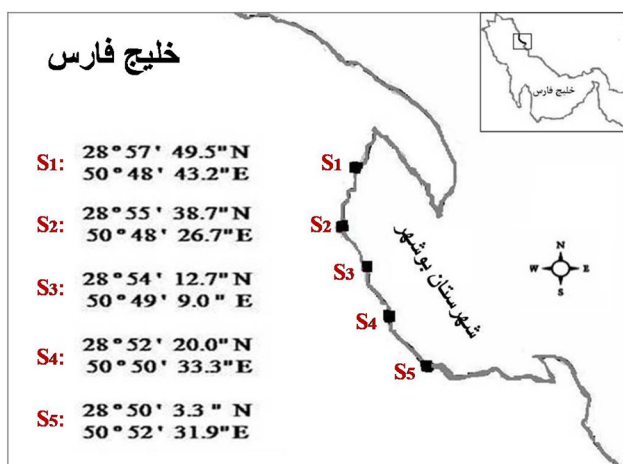 خلیج فارس
خلیج فارس
S1:
28° 57' 49.5" N
50° 48' 43.2" E
S2:
28° 55' 38.7" N
50° 48' 26.7" E
S3:
28° 54' 12.7" N
50° 49' 9.0" E
S4:
28° 52' 20.0" N
50° 50' 33.3" E
S5:
28° 50' 3.3" N
50° 52' 31.9" E
S1
S2
S3
S4
S5
شهرستان بوشهر
N
W E
S